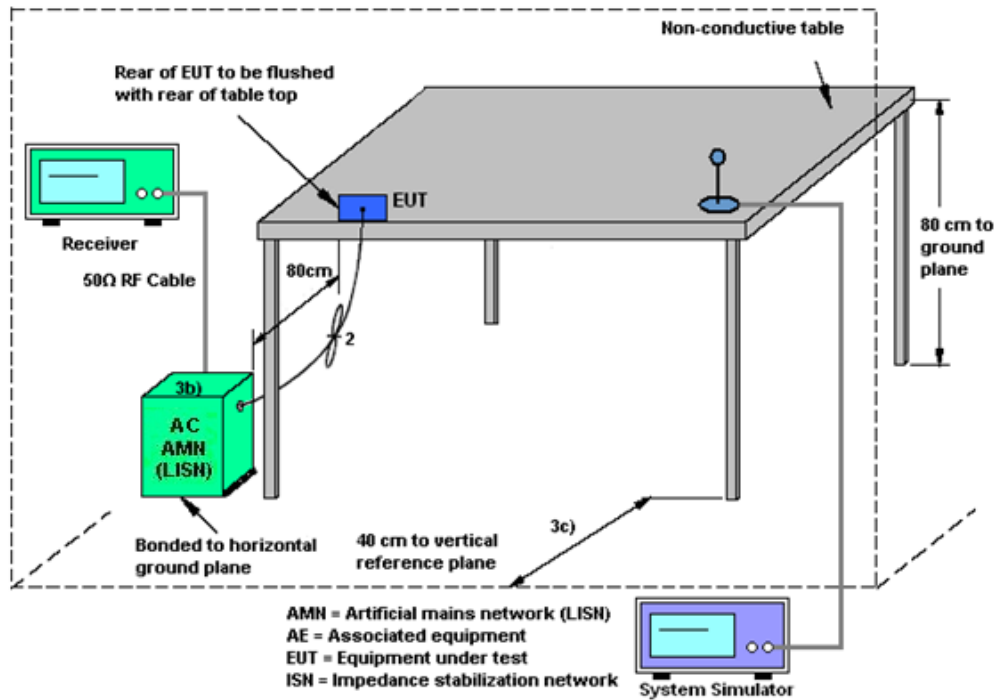 Non-conductive table
Rear of EUT to be flushed
with rear of table top
EUT
Receiver
80 cm to
ground
plane
80cm
50Ω RF Cable
2
3b)
AC
AMN
(LISN)
3c)
Bonded to horizontal
ground plane
40 cm to vertical
reference plane
AMN = Artificial mains network (LISN)
AE = Associated equipment
EUT = Equipment under test
ISN = Impedance stabilization network
System Simulator